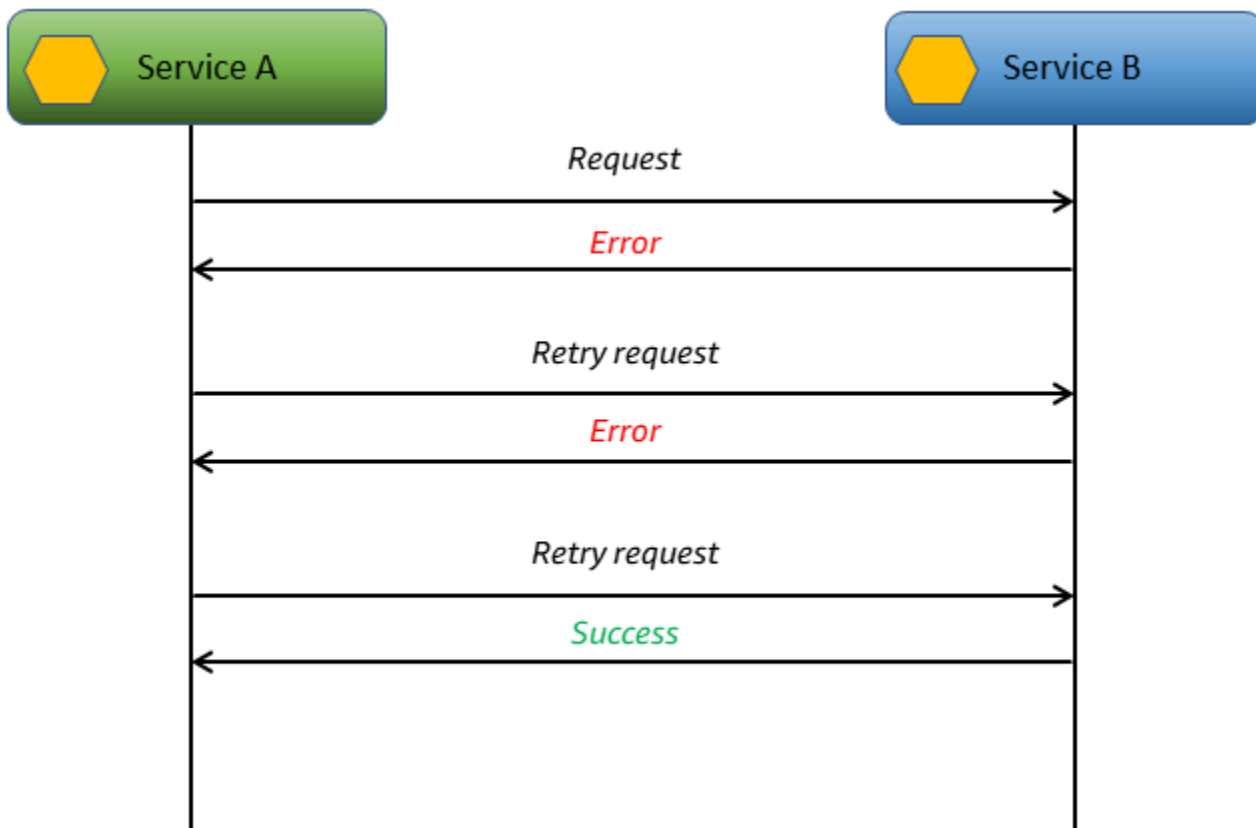 Service A
Service B
Request
Error
Retry request
Error
Retry request
Success